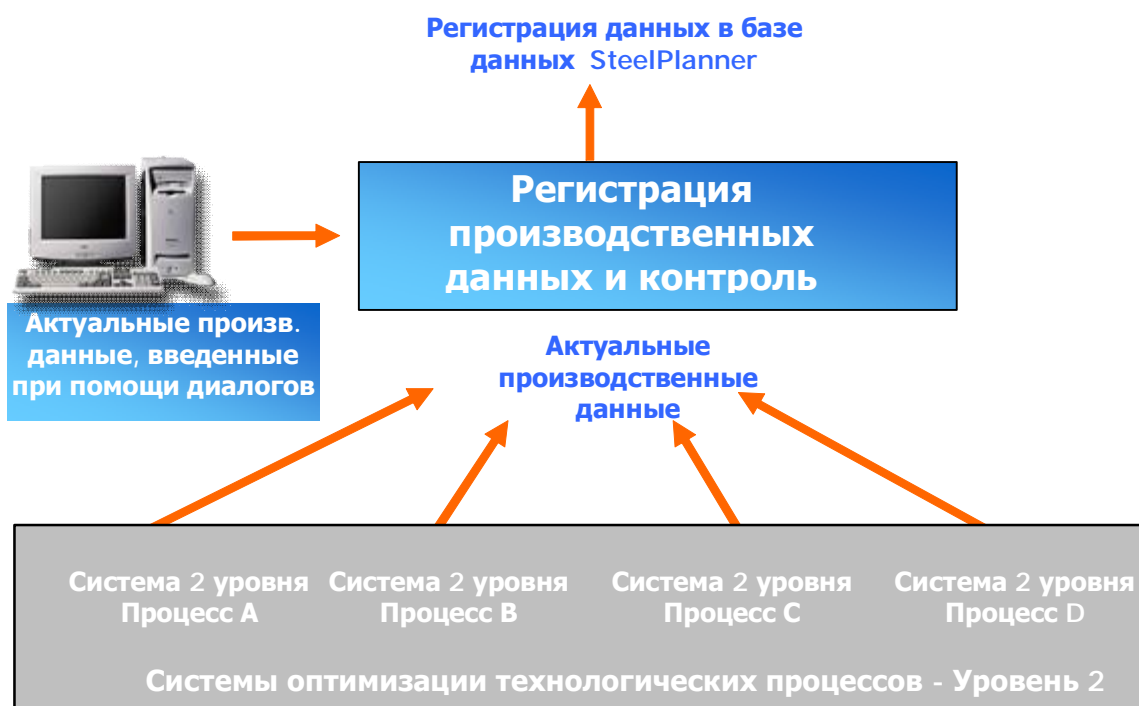 Регистрация данных в базе
данных SteelPlanner
Регистрация
производственных
данных и контроль
Актуальные произв.
данные, введенные
при помощи диалогов
Актуальные
производственные
данные
Система 2 уровня
Процесс А
Система 2 уровня
Процесс В
Система 2 уровня
Процесс С
Система 2 уровня
Процесс D
Системы оптимизации технологических процессов - Уровень 2